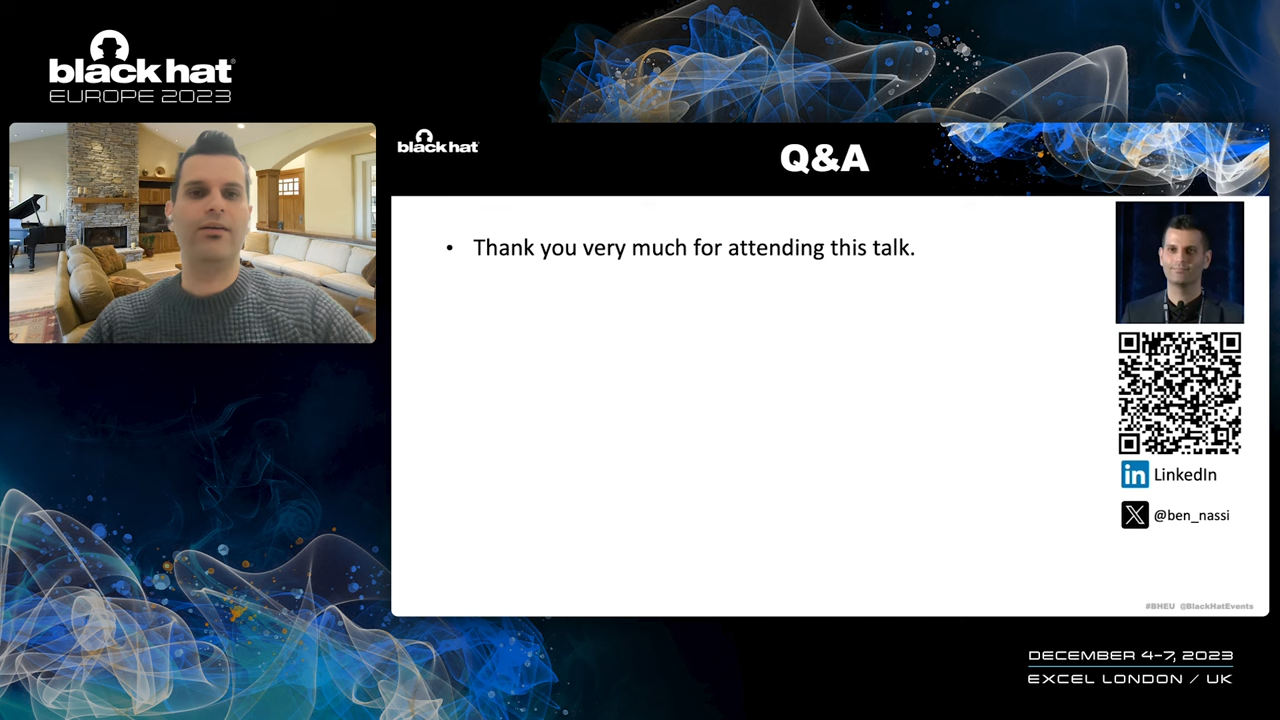 black hat®
EUROPE 2023
black hat
Q&A
• Thank you very much for attending this talk.
in LinkedIn
@ben_nassi
#BHEU @BlackHatEvents
DECEMBER 4-7, 2023
EXCEL LONDON / UK